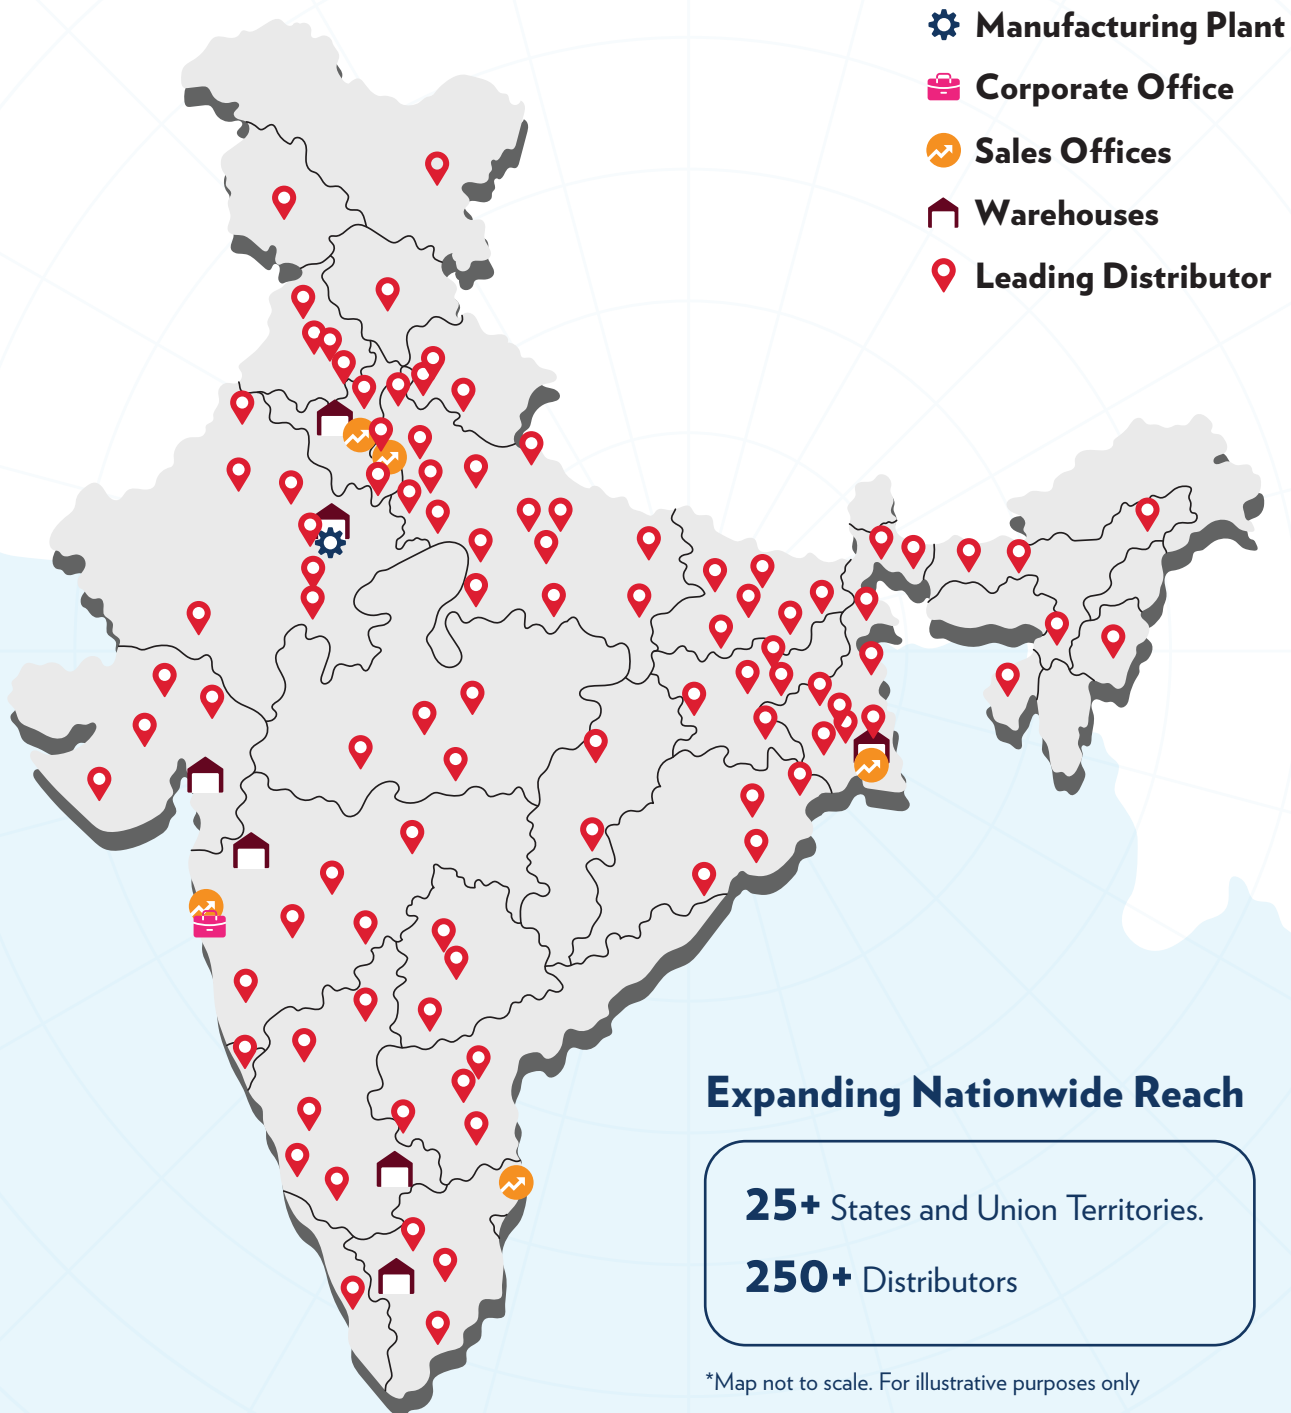 Manufacturing Plant
Corporate Office
Sales Offices
Warehouses
Leading Distributor
Expanding Nationwide Reach
25+ States and Union Territories.
250+ Distributors
*Map not to scale. For illustrative purposes only